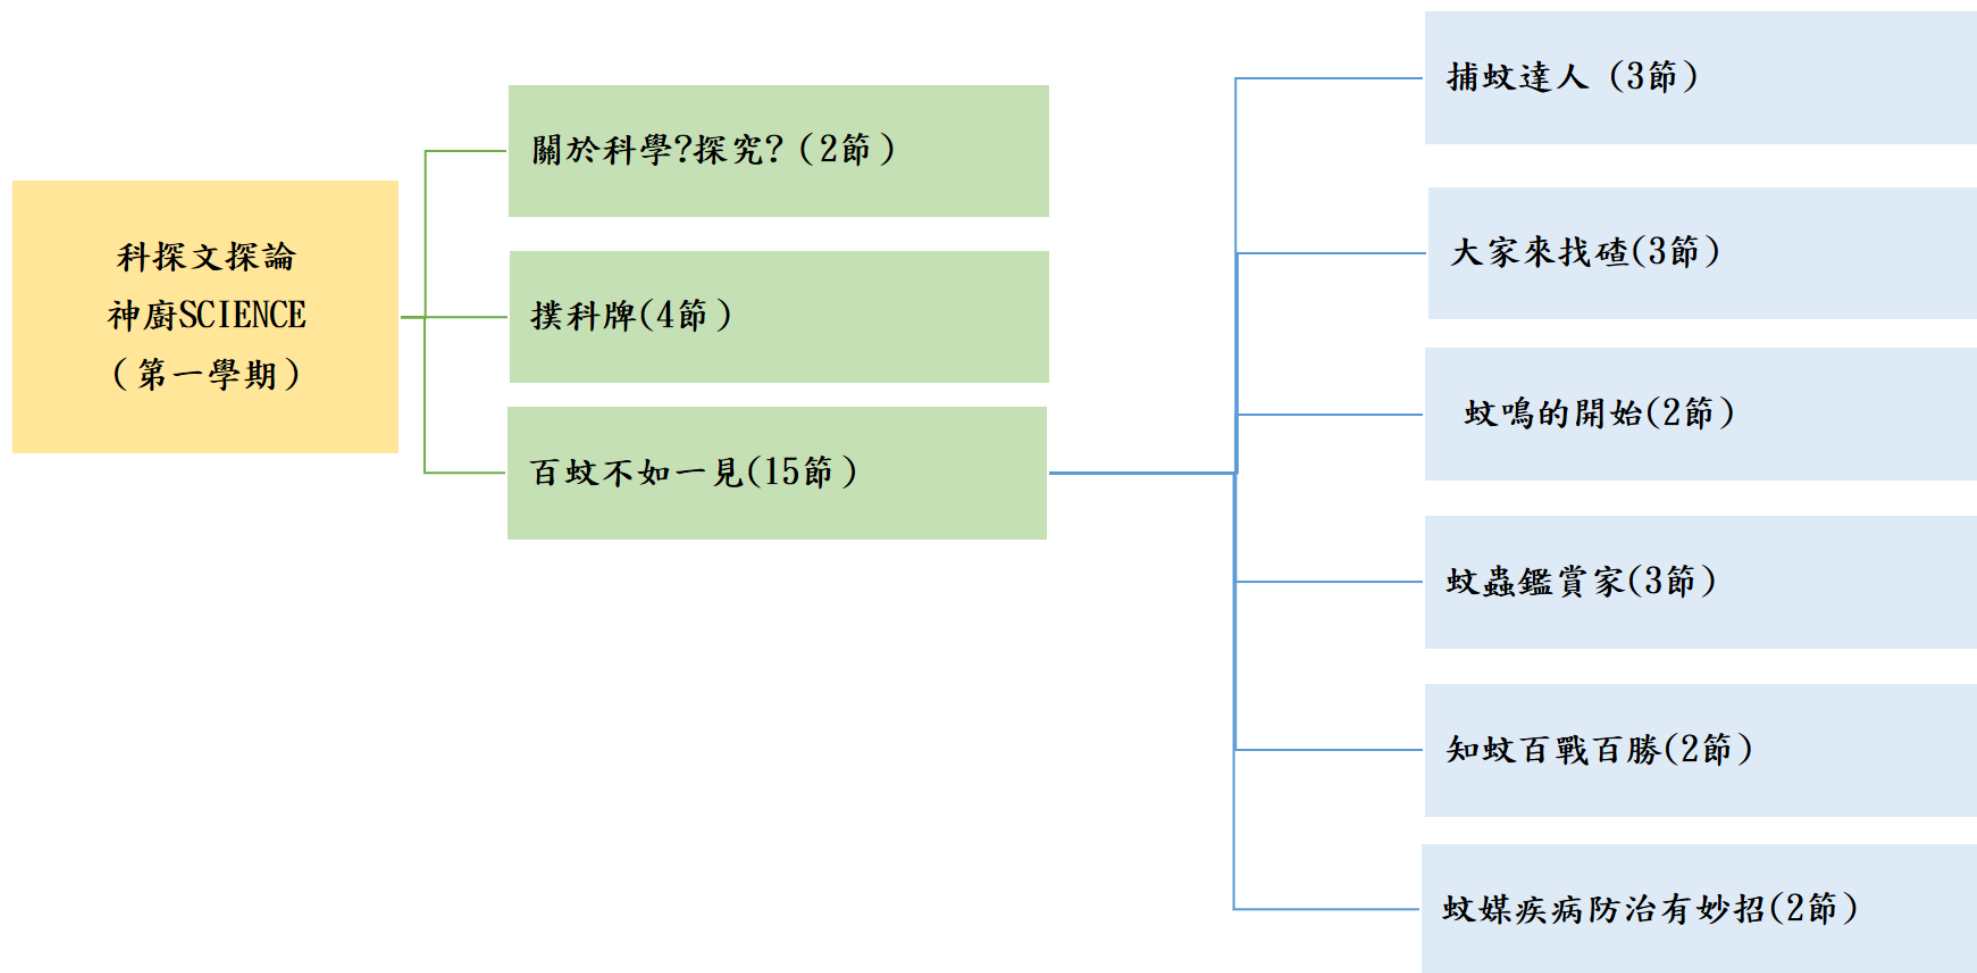 科探文探論
神廚SCIENCE
(第一學期)
關於科學?探究?(2節)
撲科牌(4節)
百蚊不如一見(15節)
捕蚊達人 (3節)
大家來找碴(3節)
蚊鳴的開始(2節)
蚊蟲鑑賞家(3節)
知蚊百戰百勝(2節)
蚊媒疾病防治有妙招(2節)